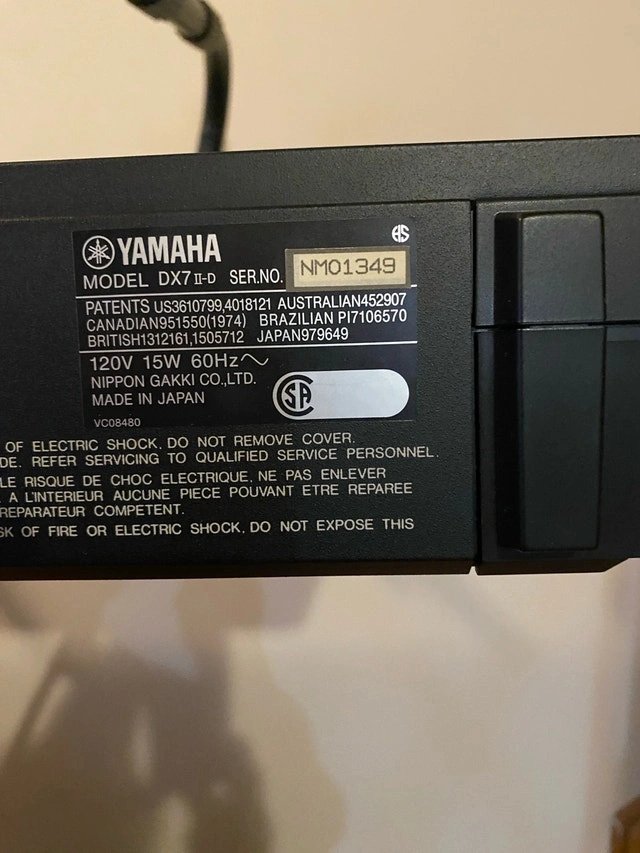 YAMAHA
MODEL DX7 II-D SER.NO. NM01349
PATENTS US3610799,4018121 AUSTRALIAN452907
CANADIAN951550(1974) BRAZILIAN PI7106570
BRITISH1312161,1505712 JAPAN979649
120V 15W 60Hz～
NIPPON GAKKI CO.,LTD.
MADE IN JAPAN
VC08480
OF ELECTRIC SHOCK, DO NOT REMOVE COVER.
DE. REFER SERVICING TO QUALIFIED SERVICE PERSONNEL.
LE RISQUE DE CHOC ELECTRIQUE, NE PAS ENLEVER
A L'INTERIEUR AUCUNE PIECE POUVANT ETRE REPAREE
REPARATEUR COMPETENT.
SK OF FIRE OR ELECTRIC SHOCK, DO NOT EXPOSE THIS